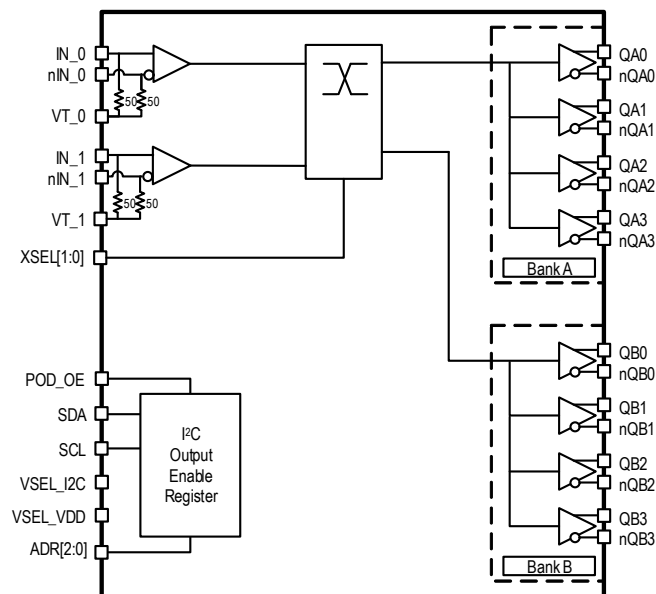 IN_0
nIN_0
50
50
VT_0
IN_1
nIN_1
50
50
VT_1
XSEL[1:0]
POD_OE
SDA
SCL
VSEL_I2C
VSEL_VDD
ADR[2:0]
I²C
Output
Enable
Register
QA0
nQA0
QA1
nQA1
QA2
nQA2
QA3
nQA3
Bank A
QB0
nQB0
QB1
nQB1
QB2
nQB2
QB3
nQB3
Bank B